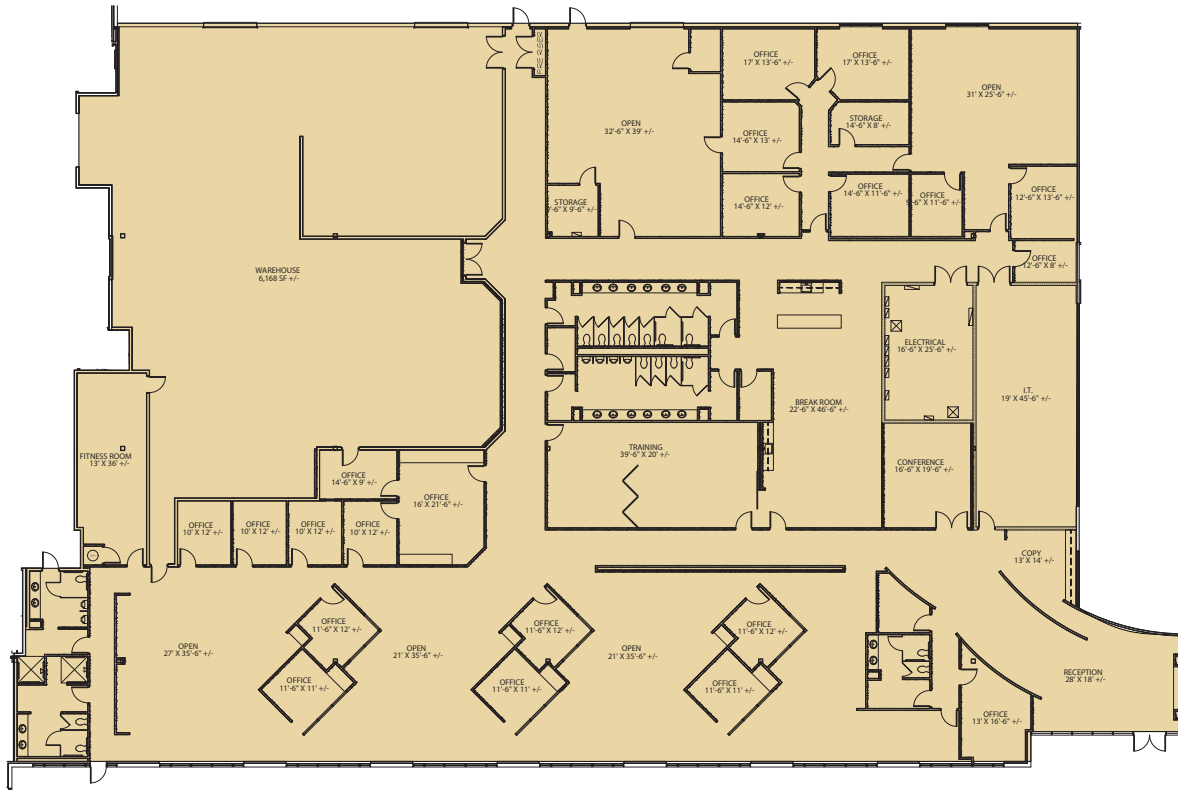 FIRE RISER
OFFICE
17' X 13'-6" +/-
OFFICE
17' X 13'-6" +/-
OPEN
31' X 25'-6" +/-
OPEN
32'-6" X 39' +/-
STORAGE
14'-6" X 8' +/-
OFFICE
14'-6" X 13' +/-
OFFICE
14'-6" X 12' +/-
OFFICE
14'-6" X 11'-6" +/-
OFFICE
-6" X 11'-6" +/-
OFFICE
12'-6" X 13'-6" +/-
STORAGE
'-6" X 9'-6" +/-
OFFICE
12'-6" X 8' +/-
WAREHOUSE
6,168 SF +/-
ELECTRICAL
16'-6" X 25'-6" +/-
I.T.
19' X 45'-6" +/-
BREAK ROOM
22'-6" X 46'-6" +/-
TRAINING
39'-6" X 20' +/-
CONFERENCE
16'-6" X 19'-6" +/-
FITNESS ROOM
13' X 36' +/-
OFFICE
14'-6" X 9' +/-
OFFICE
16' X 21'-6" +/-
OFFICE
10' X 12' +/-
OFFICE
10' X 12' +/-
OFFICE
10' X 12' +/-
OFFICE
10' X 12' +/-
COPY
13' X 14' +/-
OPEN
27' X 35'-6" +/-
OFFICE
11'-6" X 12' +/-
OFFICE
11'-6" X 11' +/-
OPEN
21' X 35'-6" +/-
OFFICE
11'-6" X 12' +/-
OFFICE
11'-6" X 11' +/-
OPEN
21' X 35'-6" +/-
OFFICE
11'-6" X 12' +/-
OFFICE
11'-6" X 11' +/-
RECEPTION
28' X 18' +/-
OFFICE
13' X 16'-6" +/-